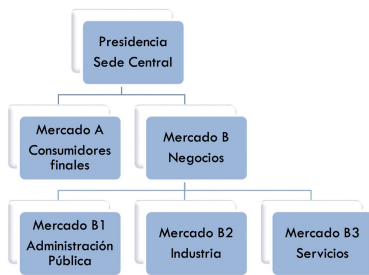 Presidencia
Sede Central
Mercado A
Consumidores
finales
Mercado B
Negocios
Mercado B1
Administración
Pública
Mercado B2
Industria
Mercado B3
Servicios